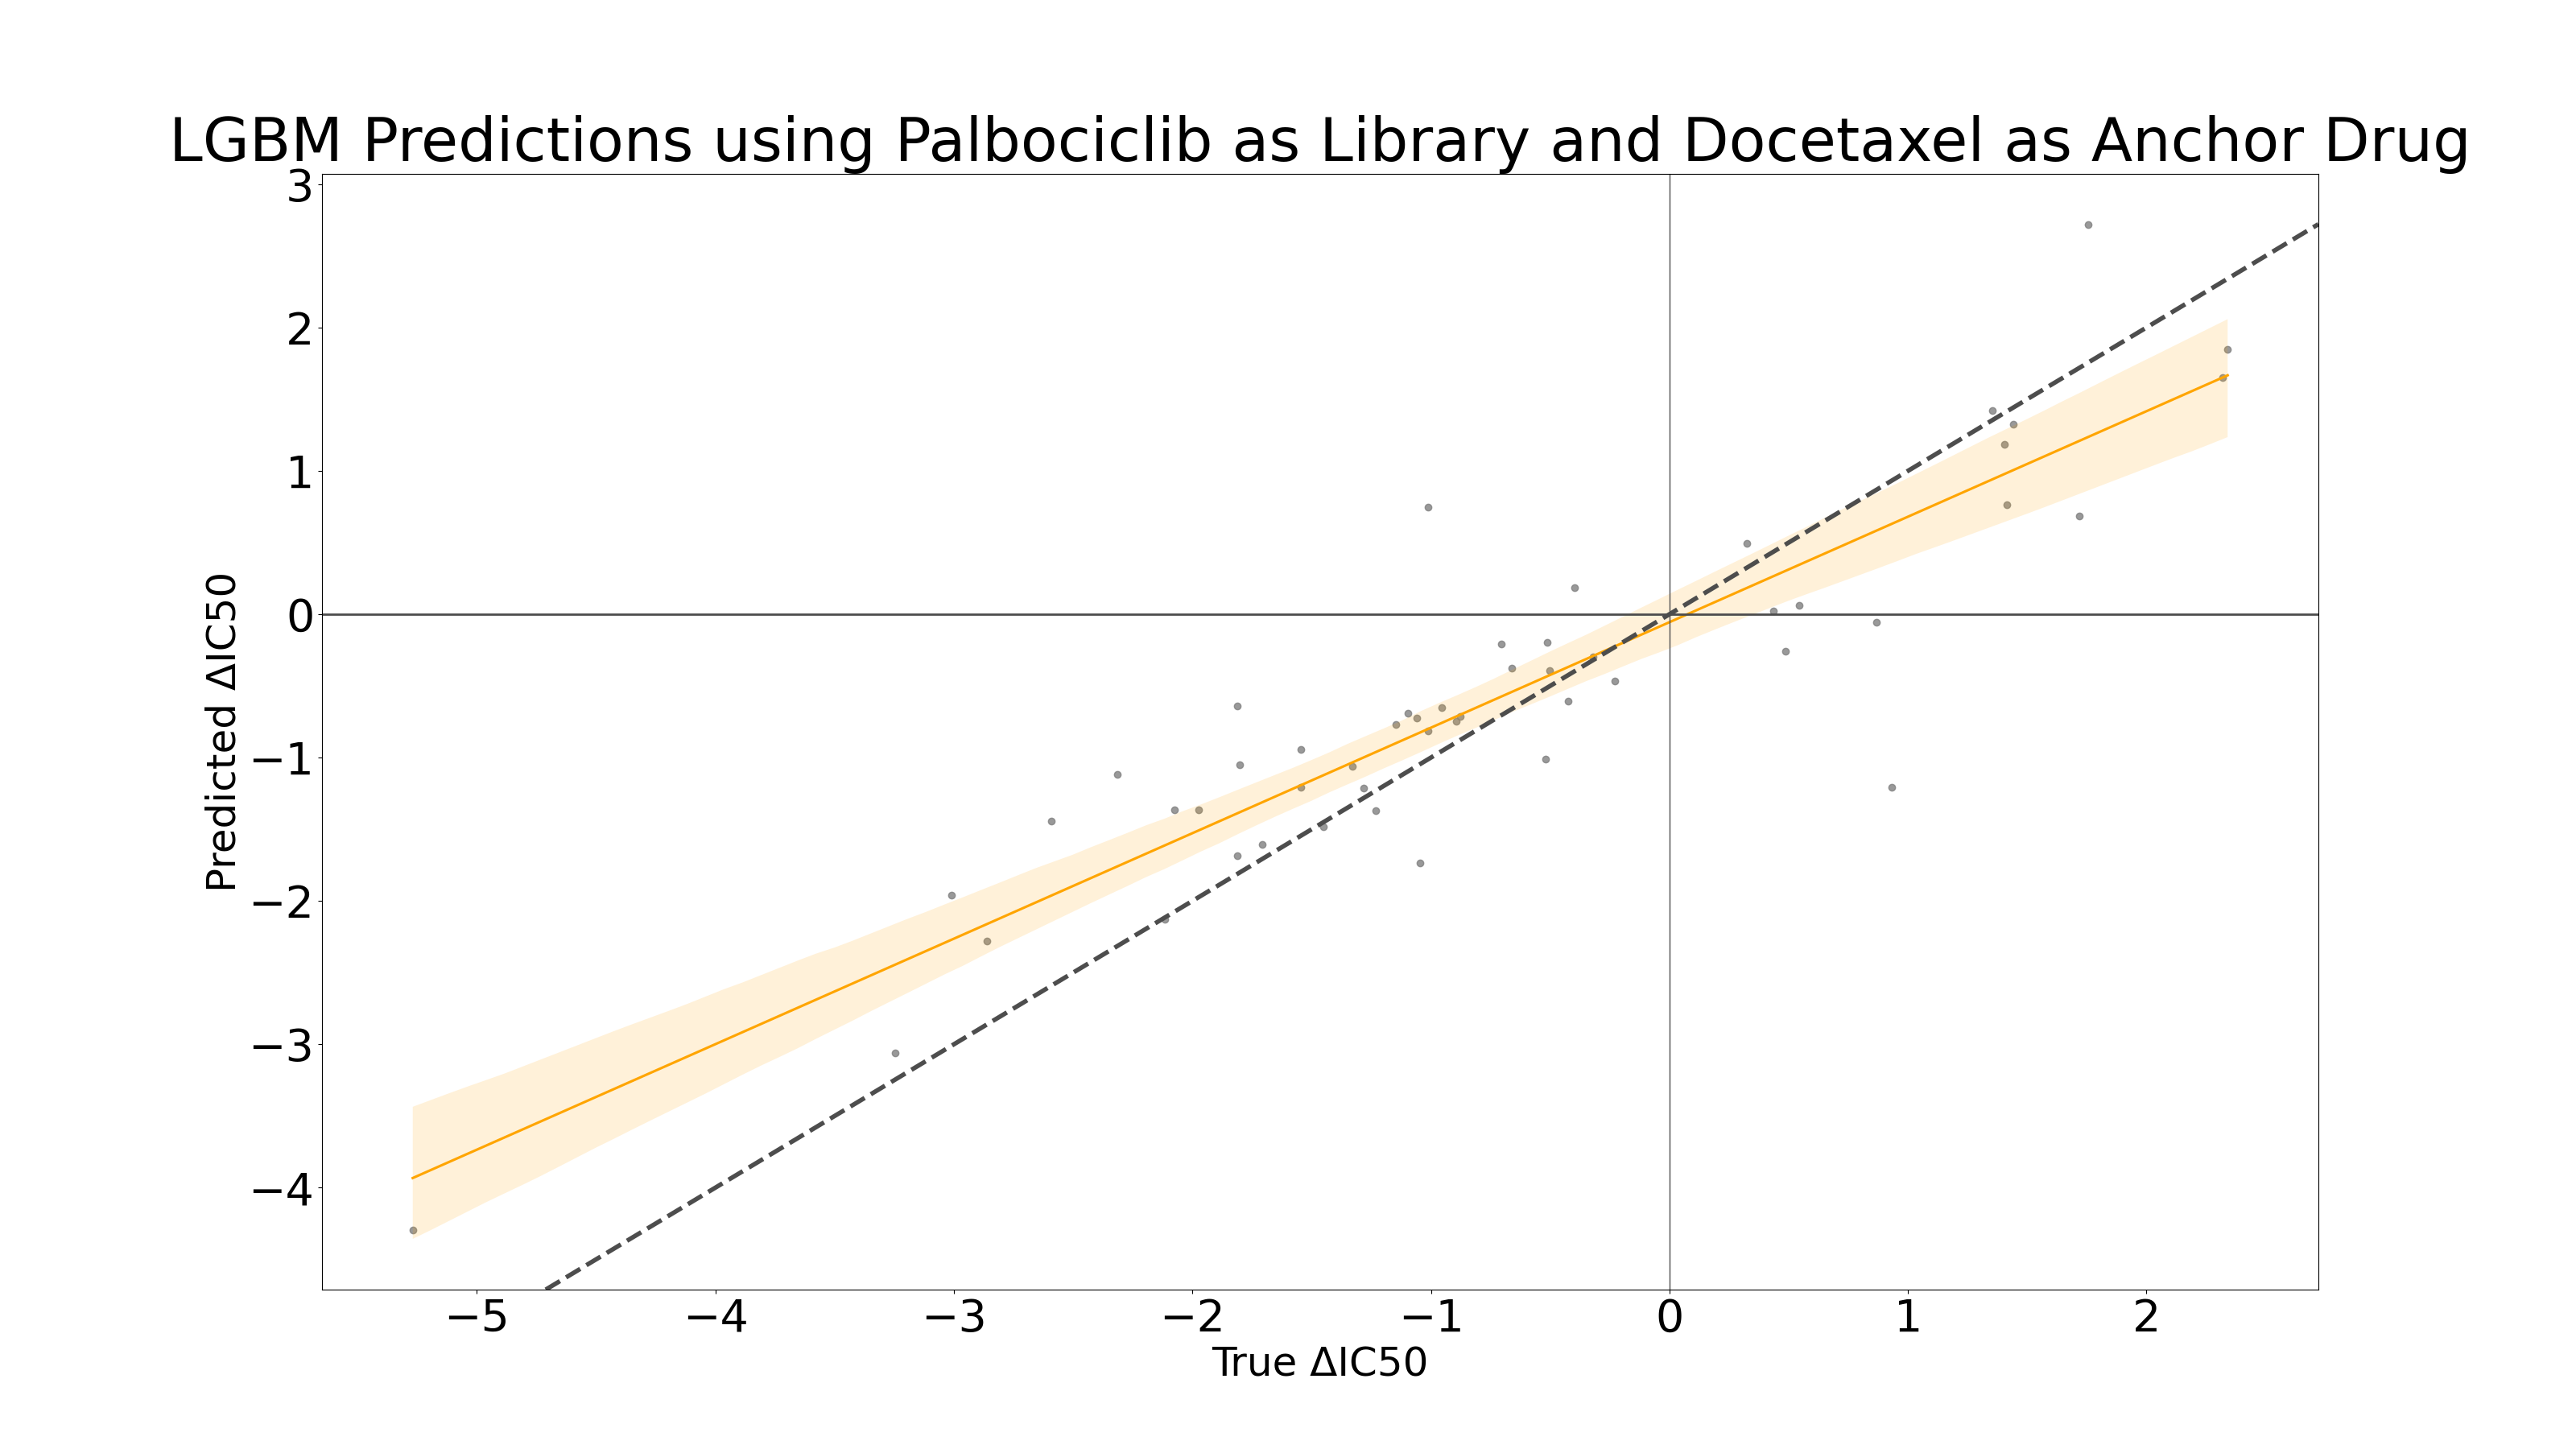 LGBM Predictions using Palbociclib as Library and Docetaxel as Anchor Drug
3
2
1
0
−1
−2
−3
−4
Predicted ΔIC50
−5 −4 −3 −2 −1 0 1 2
True ΔIC50